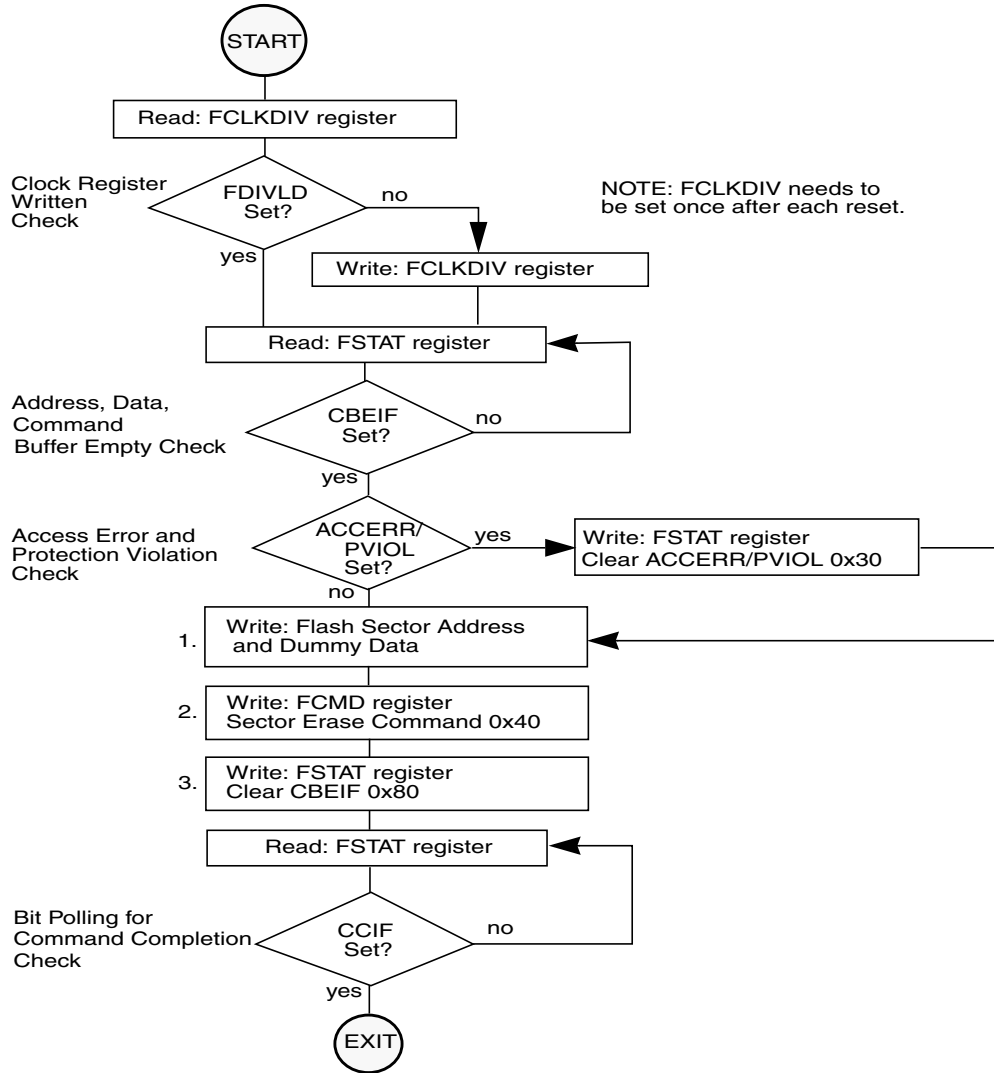 START
Read: FCLKDIV register
Clock Register
Written
Check
FDIVLD
Set?
no
yes
NOTE: FCLKDIV needs to
be set once after each reset.
Write: FCLKDIV register
Read: FSTAT register
Address, Data,
Command
Buffer Empty Check
CBEIF
Set?
no
yes
Access Error and
Protection Violation
Check
ACCERR/
PVIOL
Set?
yes
no
Write: FSTAT register
Clear ACCERR/PVIOL 0x30
1.
Write: Flash Sector Address
and Dummy Data
2.
Write: FCMD register
Sector Erase Command 0x40
3.
Write: FSTAT register
Clear CBEIF 0x80
Read: FSTAT register
Bit Polling for
Command Completion
Check
CCIF
Set?
no
yes
EXIT